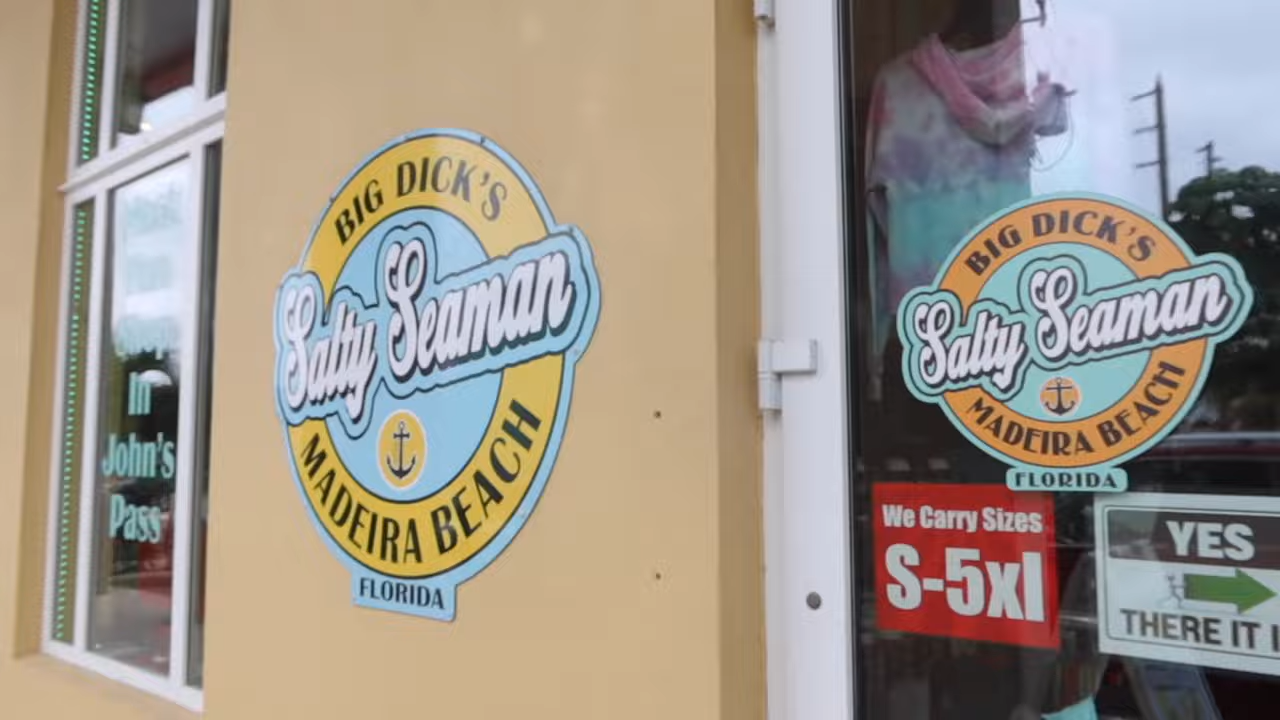 In
John's
Pass
BIG DICK'S
Salty Seaman
MADEIRA BEACH
FLORIDA
BIG DICK'S
Salty Seaman
MADEIRA BEACH
FLORIDA
We Carry Sizes
S-5xl
YES
THERE IT